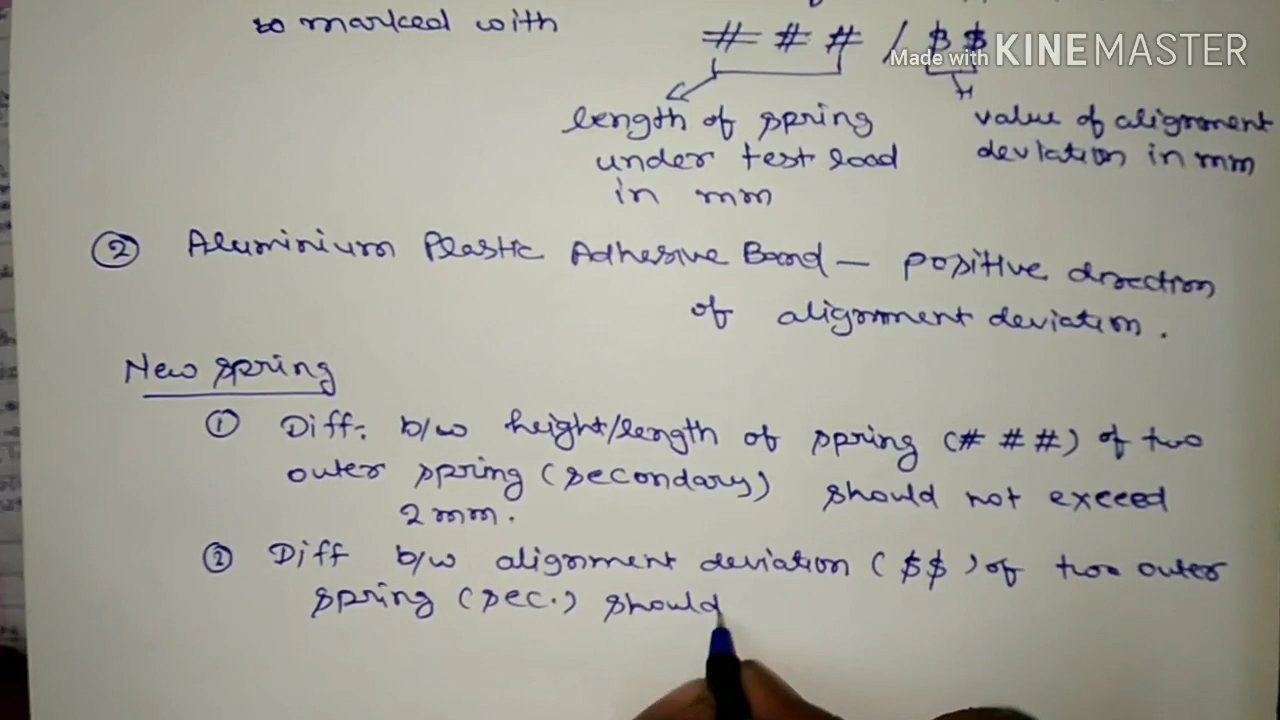 so marked with
# # # / $ $
Made with KINEMASTER
length of spring
under test load
in mm
value of alignment
deviation in mm
② Aluminium Plastic Adhesive Band — positive direction
of alignment deviation.
New spring
① Diff: b/w height/length of spring (# # #) of two
outer spring (secondary) should not exceed
2mm.
② Diff b/w alignment deviation ($$) of two outer
spring (sec.) should